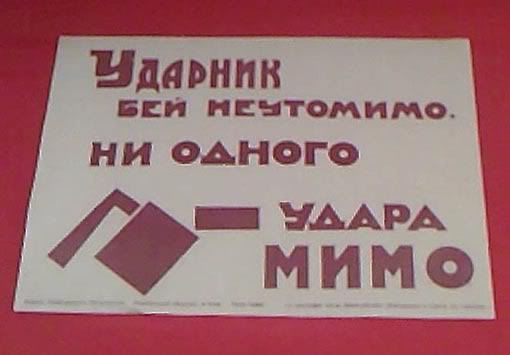 Ударник
бей неутомимо.
ни одного
удара
мимо